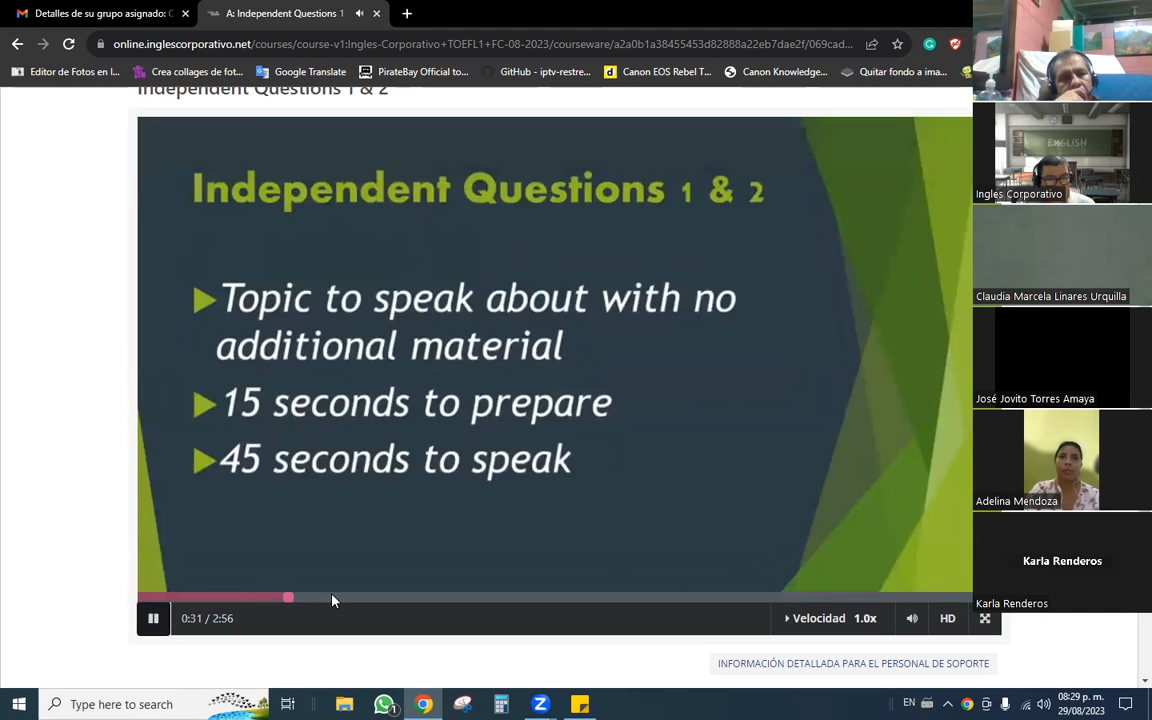 Detalles de su grupo asignado: C
A: Independent Questions 1
online.inglescorporativo.net/courses/course-v1:Ingles-Corporativo+TOEFL1+FC-08-2023/courseware/a2a0b1a38455453d82888a22eb7dae2f/069cad...
Editor de Fotos en l...
Crea collages de fot...
Google Translate
PirateBay Official to...
GitHub - iptv-restre...
Canon EOS Rebel T...
Canon Knowledge...
Quitar fondo a ima...
Independent Questions 1 & 2
Independent Questions 1 & 2
Topic to speak about with no
additional material
15 seconds to prepare
45 seconds to speak
0:31 / 2:56
Velocidad 1.0x
HD
INFORMACIÓN DETALLADA PARA EL PERSONAL DE SOPORTE
ENGLISH
Ingles Corporativo
Claudia Marcela Linares Urquilla
José Jovito Torres Amaya
Adelina Mendoza
Karla Renderos
Karla Renderos
Type here to search
1
EN
08:29 p. m.
29/08/2023